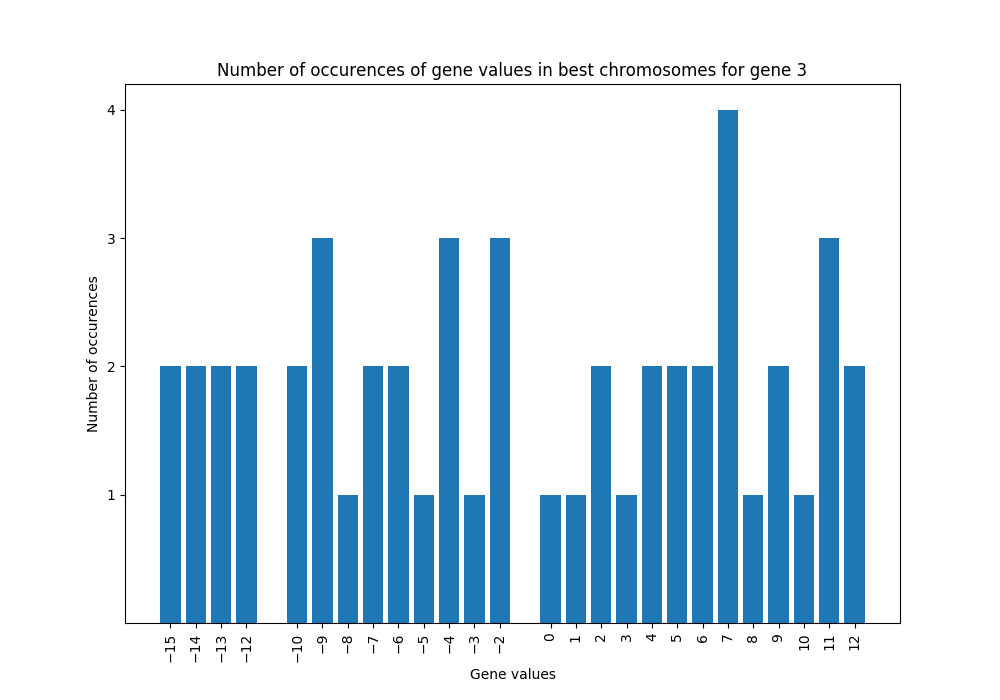 Number of occurences of gene values in best chromosomes for gene 3
4
3
2
1
Number of occurences
−15 −14 −13 −12 −10 −9 −8 −7 −6 −5 −4 −3 −2 0 1 2 3 4 5 6 7 8 9 10 11 12
Gene values